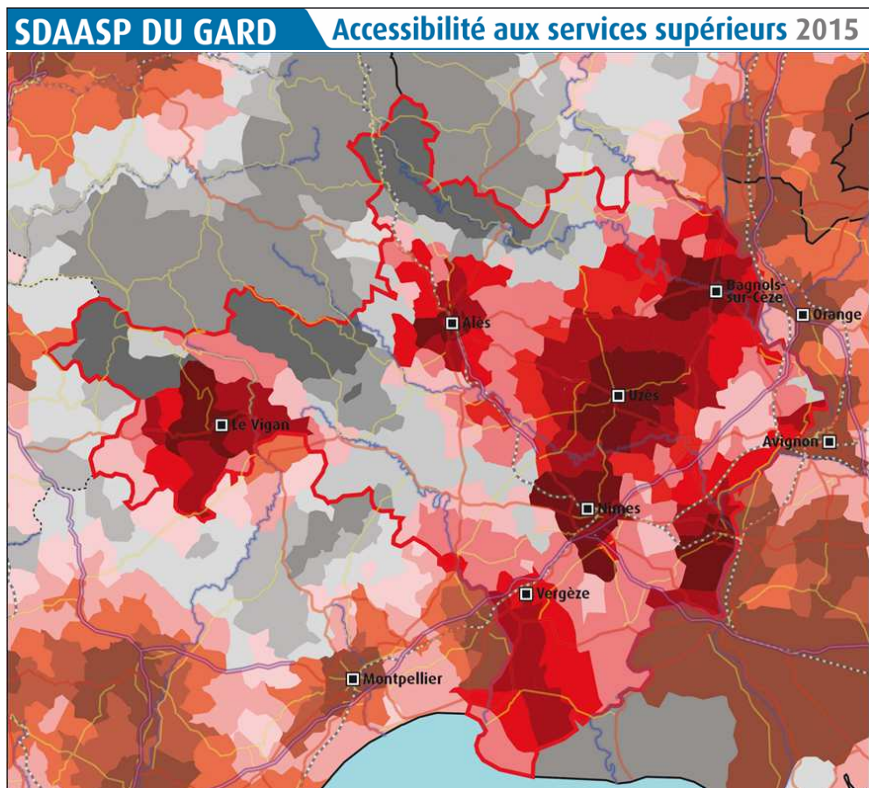 SDAASP DU GARD
Accessibilité aux services supérieurs 2015
Bagnols-
sur-Cèze
Orange
Alès
Uzès
Le Vigan
Avignon
Nîmes
Vergèze
Montpellier